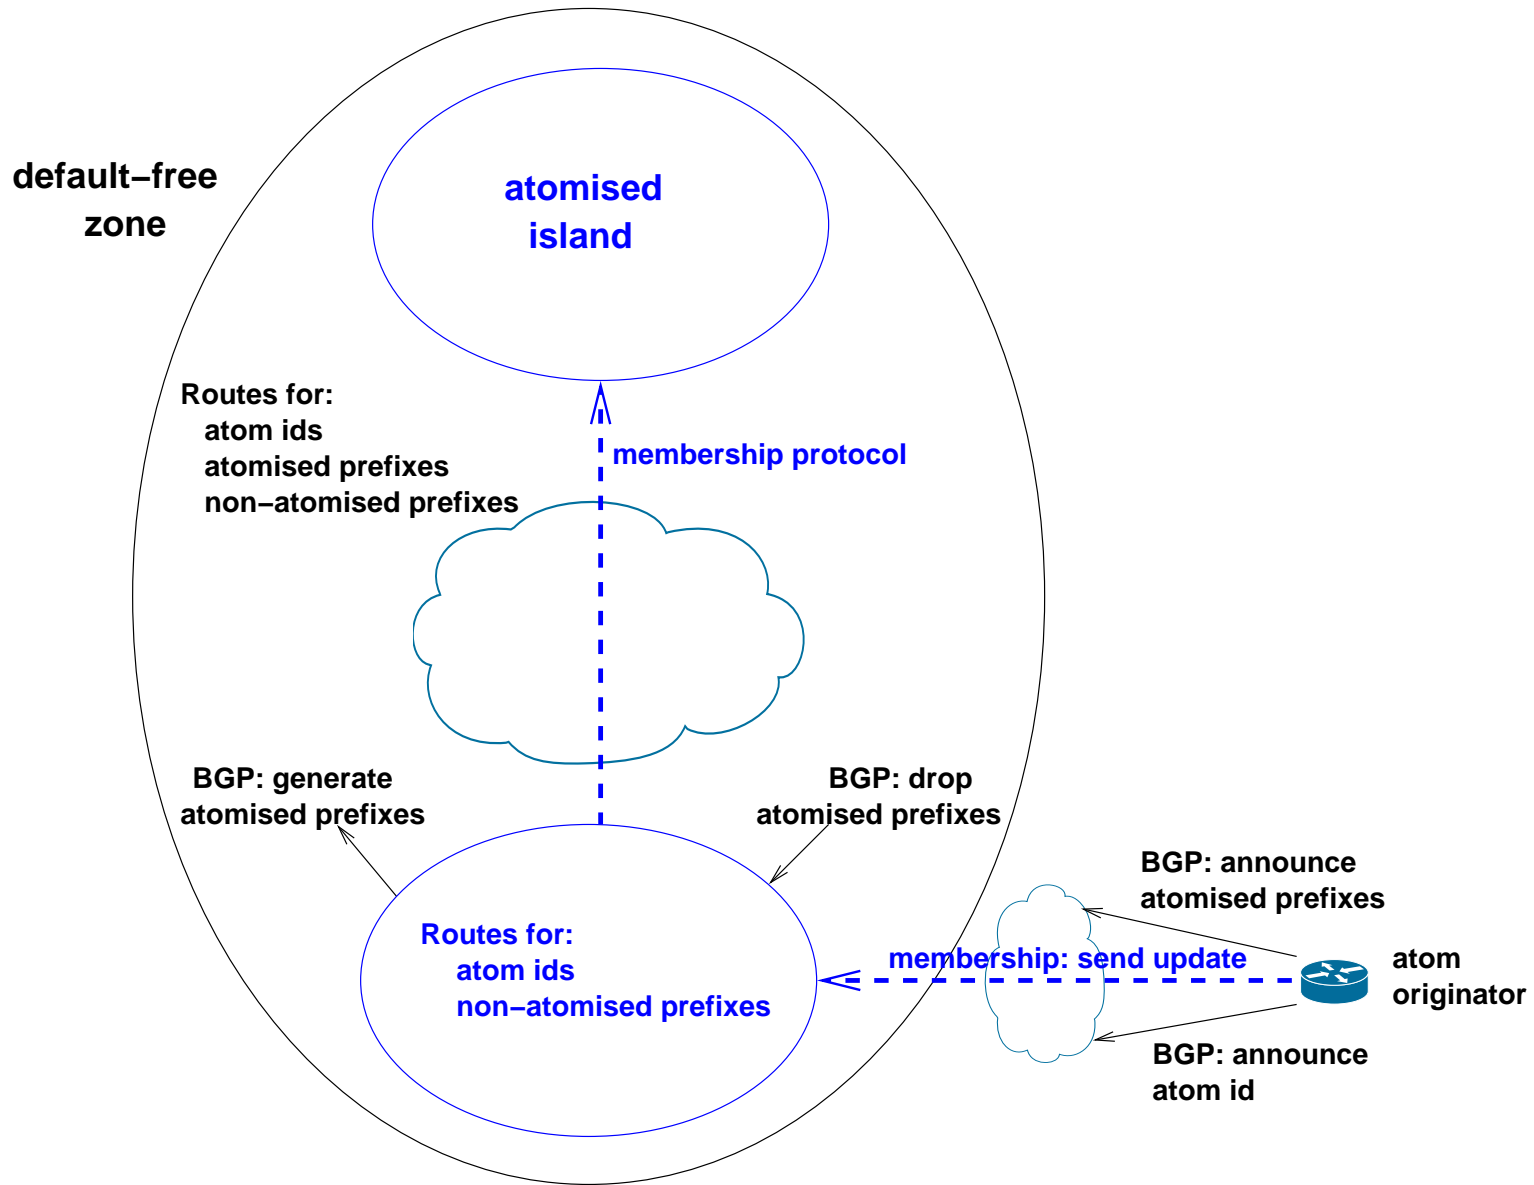 default−free
zone
atomised
island
Routes for:
atom ids
atomised prefixes
non−atomised prefixes
membership protocol
BGP: generate
atomised prefixes
BGP: drop
atomised prefixes
Routes for:
atom ids
non−atomised prefixes
BGP: announce
atomised prefixes
membership: send update
atom
originator
BGP: announce
atom id